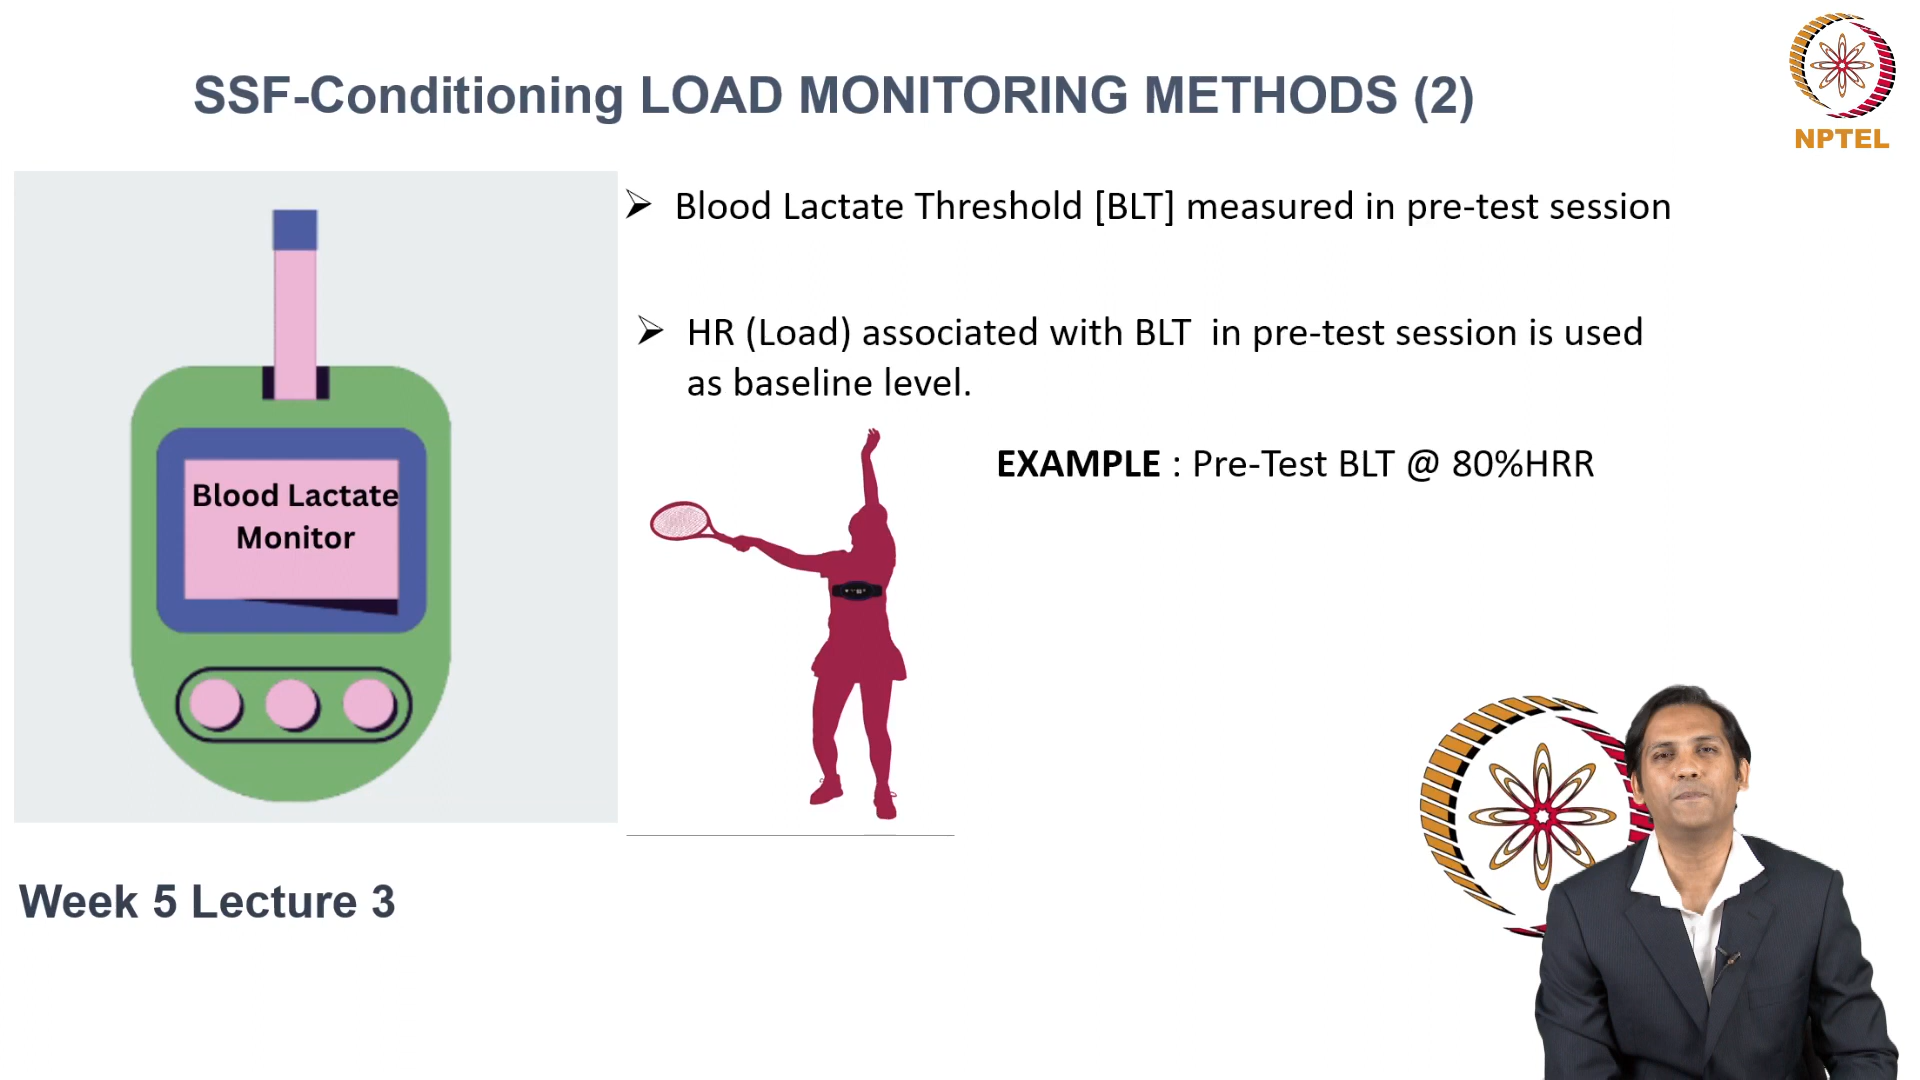 SSF-Conditioning LOAD MONITORING METHODS (2)
NPTEL
Blood Lactate Threshold [BLT] measured in pre-test session
HR (Load) associated with BLT in pre-test session is used
as baseline level.
EXAMPLE : Pre-Test BLT @ 80%HRR
Blood Lactate
Monitor
Week 5 Lecture 3